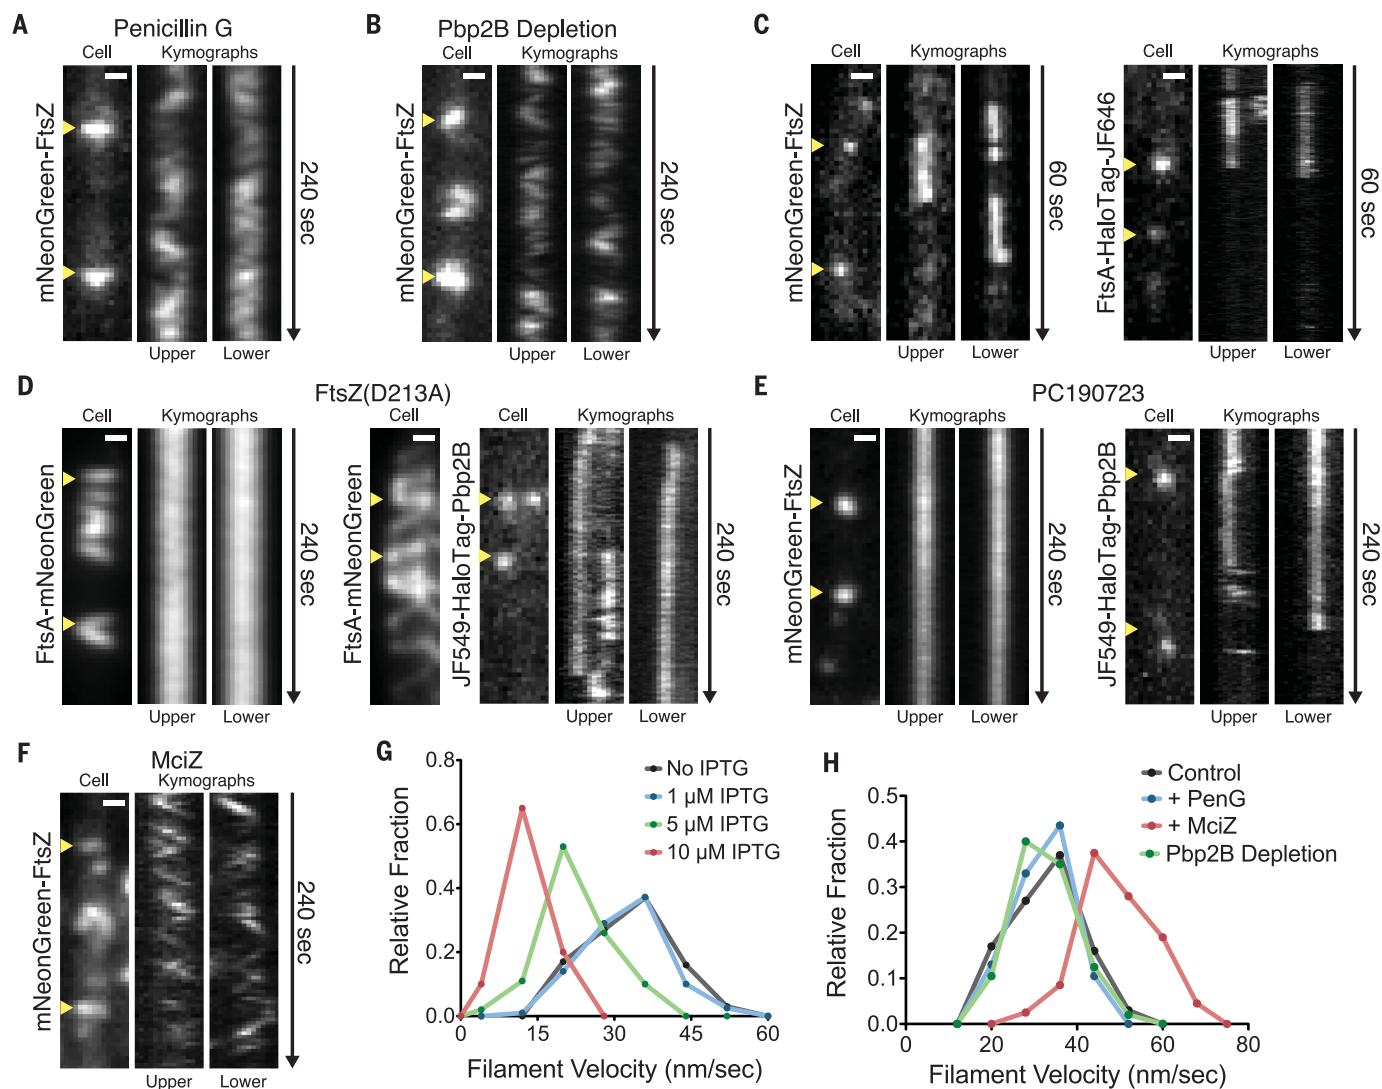 A
Penicillin G
Cell
Kymographs
mNeonGreen-FtsZ
240 sec
Upper
Lower
B
Pbp2B Depletion
Cell
Kymographs
mNeonGreen-FtsZ
240 sec
Upper
Lower
C
Cell
Kymographs
mNeonGreen-FtsZ
60 sec
Upper
Lower
Cell
Kymographs
FtsA-HaloTag-JF646
60 sec
Upper
Lower
D
FtsZ(D213A)
Cell
Kymographs
FtsA-mNeonGreen
240 sec
Upper
Lower
Cell
FtsA-mNeonGreen
Cell
Kymographs
JF549-HaloTag-Pbp2B
240 sec
Upper
Lower
E
PC190723
Cell
Kymographs
mNeonGreen-FtsZ
240 sec
Upper
Lower
Cell
Kymographs
JF549-HaloTag-Pbp2B
240 sec
Upper
Lower
F
MciZ
Cell
Kymographs
mNeonGreen-FtsZ
240 sec
Upper
Lower
G
0.8
0.6
0.4
0.2
0.0
Relative Fraction
No IPTG
1 µM IPTG
5 µM IPTG
10 µM IPTG
0 15 30 45 60
Filament Velocity (nm/sec)
H
0.5
0.4
0.3
0.2
0.1
0.0
Relative Fraction
Control
+ PenG
+ MciZ
Pbp2B Depletion
0 20 40 60 80
Filament Velocity (nm/sec)